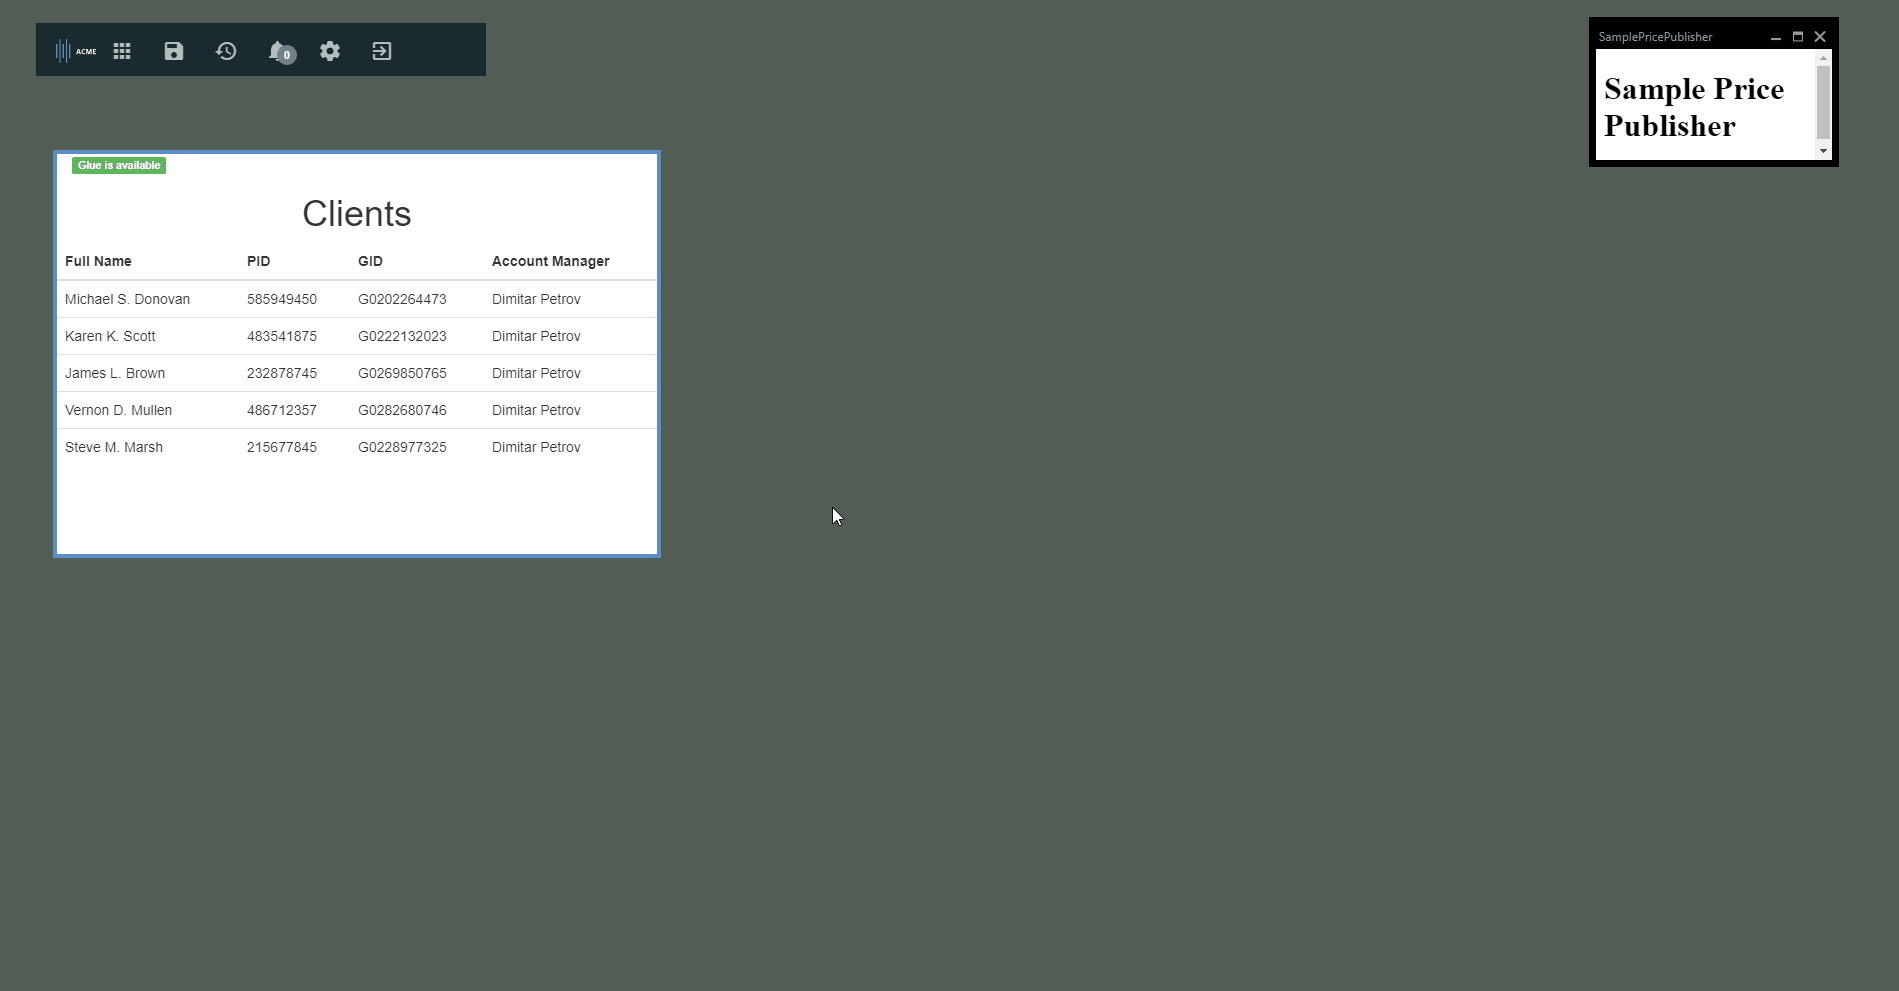 ACME
0
SamplePricePublisher
Sample Price
Publisher
Glue is available
Clients
Full Name PID GID Account Manager
Michael S. Donovan 585949450 G0202264473 Dimitar Petrov
Karen K. Scott 483541875 G0222132023 Dimitar Petrov
James L. Brown 232878745 G0269850765 Dimitar Petrov
Vernon D. Mullen 486712357 G0282680746 Dimitar Petrov
Steve M. Marsh 215677845 G0228977325 Dimitar Petrov